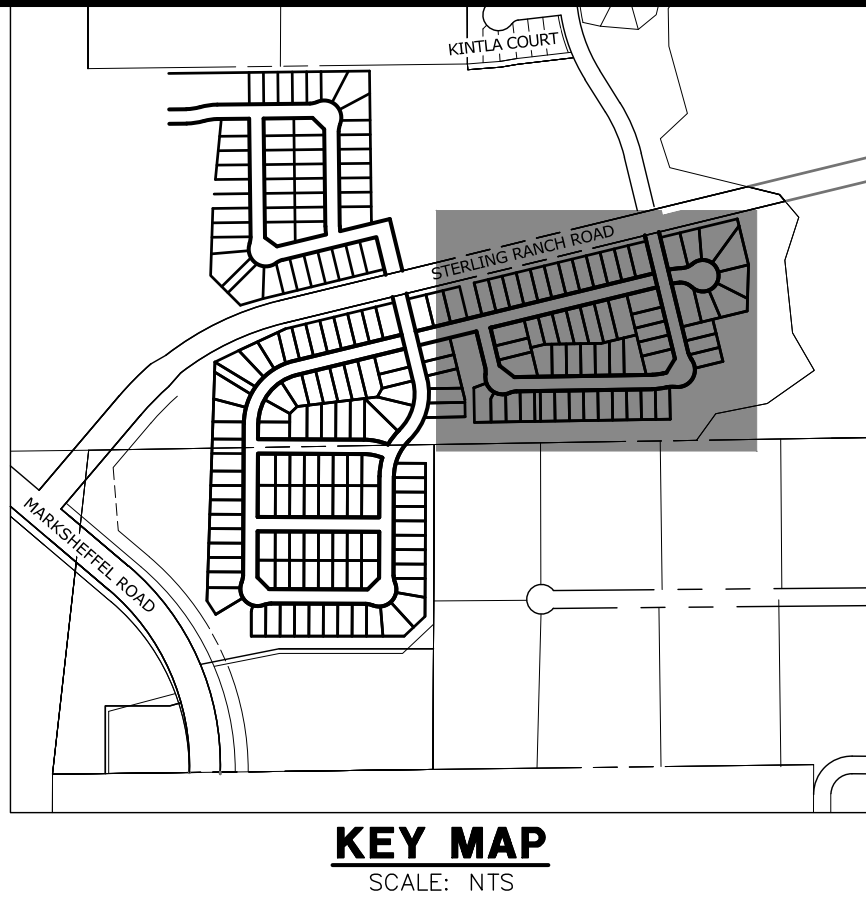 KINTLA COURT
STERLING RANCH ROAD
MARKSHEFFEL ROAD
KEY MAP
SCALE: NTS